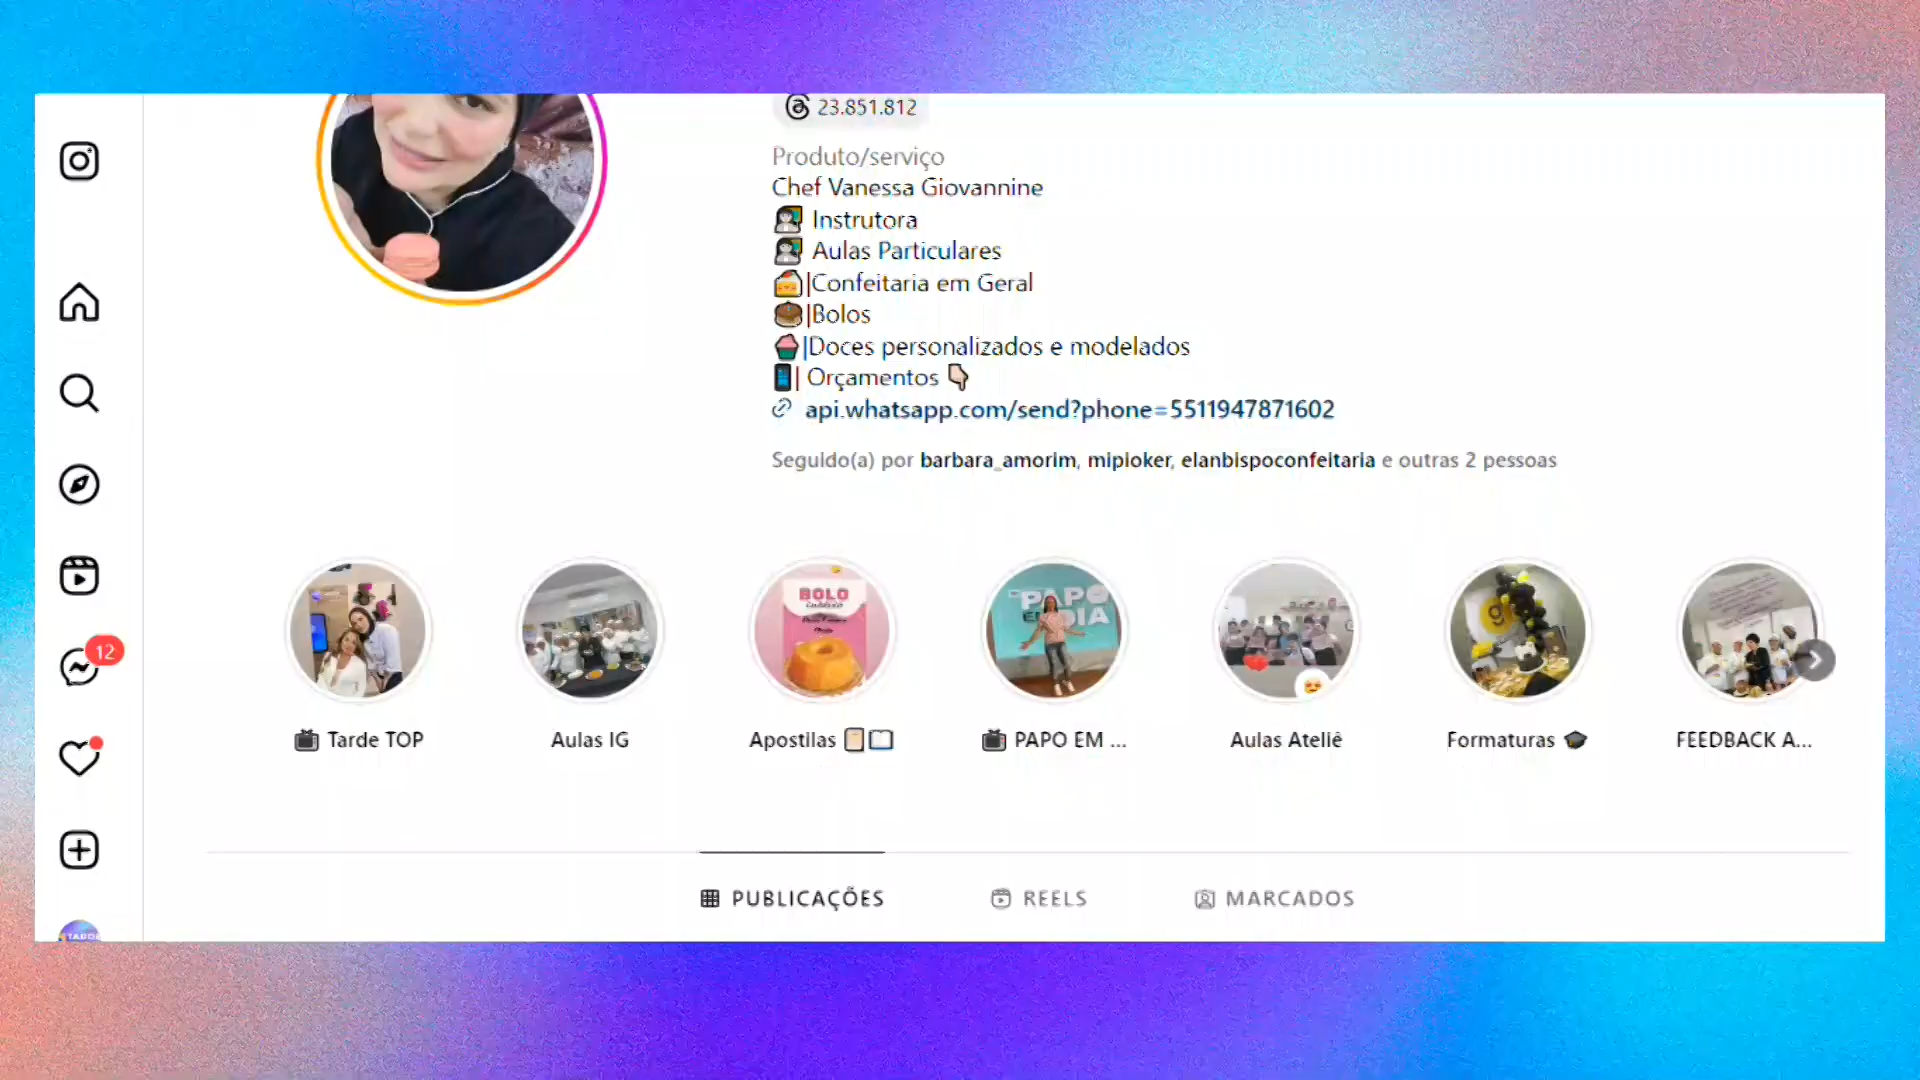 23.851.812
Produto/serviço
Chef Vanessa Giovannine
Instrutora
Aulas Particulares
|Confeitaria em Geral
|Bolos
|Doces personalizados e modelados
| Orçamentos
api.whatsapp.com/send?phone=5511947871602
Seguido(a) por barbara_amorim, mipioker, elanbispoconfeitaria e outras 2 pessoas
12
BOLO
PAPO
EM DIA
g
Tarde TOP
Aulas IG
Apostilas
PAPO EM ...
Aulas Ateliê
Formaturas
FEEDBACK A...
PUBLICAÇÕES
REELS
MARCADOS